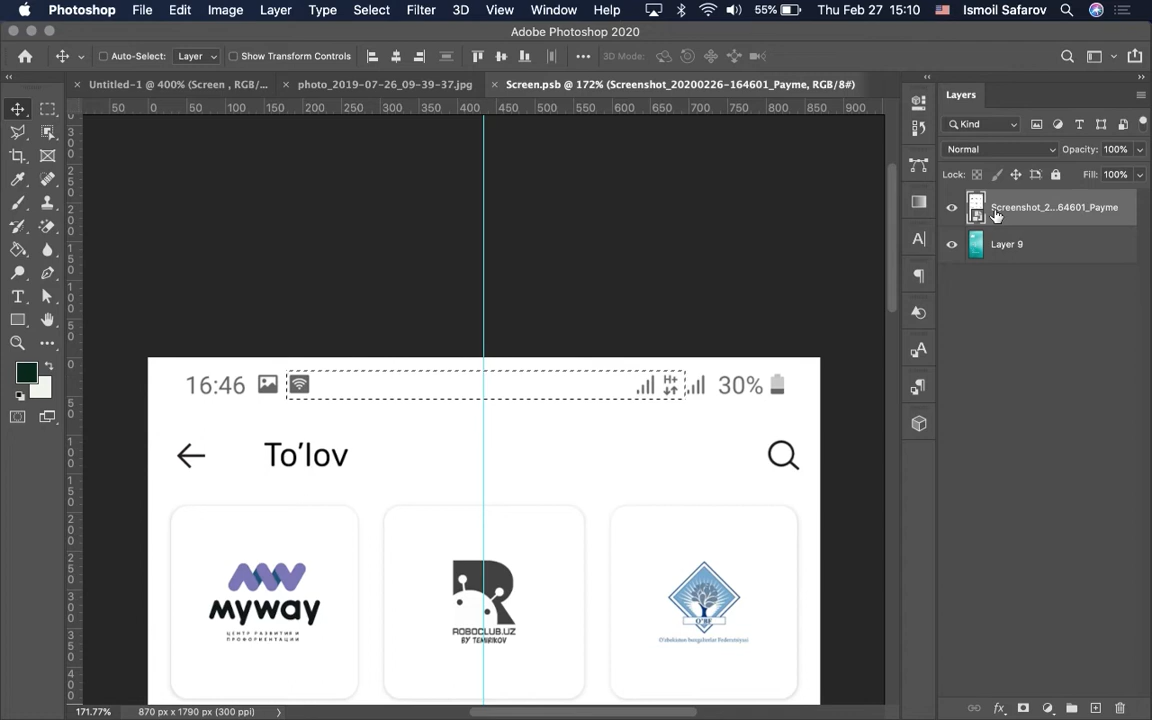 Photoshop File Edit Image Layer Type Select Filter 3D View Window Help 55% Thu Feb 27 15:10 Ismoil Safarov
Adobe Photoshop 2020
Auto-Select: Layer Show Transform Controls ••• 3D Mode:
Untitled-1 @ 400% (Screen , RGB/... photo_2019-07-26_09-39-37.jpg Screen.psb @ 172% (Screenshot_20200226-164601_Payme, RGB/8#)
50 0 50 100 150 200 250 300 350 400 450 500 550 600 650 700 750 800 850 900
Layers
Kind
Normal Opacity: 100%
Lock: Fill: 100%
Screenshot_2...64601_Payme
Layer 9
16:46 H+ 30%
To’lov
myway
ЦЕНТР РАЗВИТИЯ И
ПРОФОРИЕНТАЦИИ
R
ROBOCLUB.UZ
BY TEMIRIKOV
171.77% 870 px x 1790 px (300 ppi)